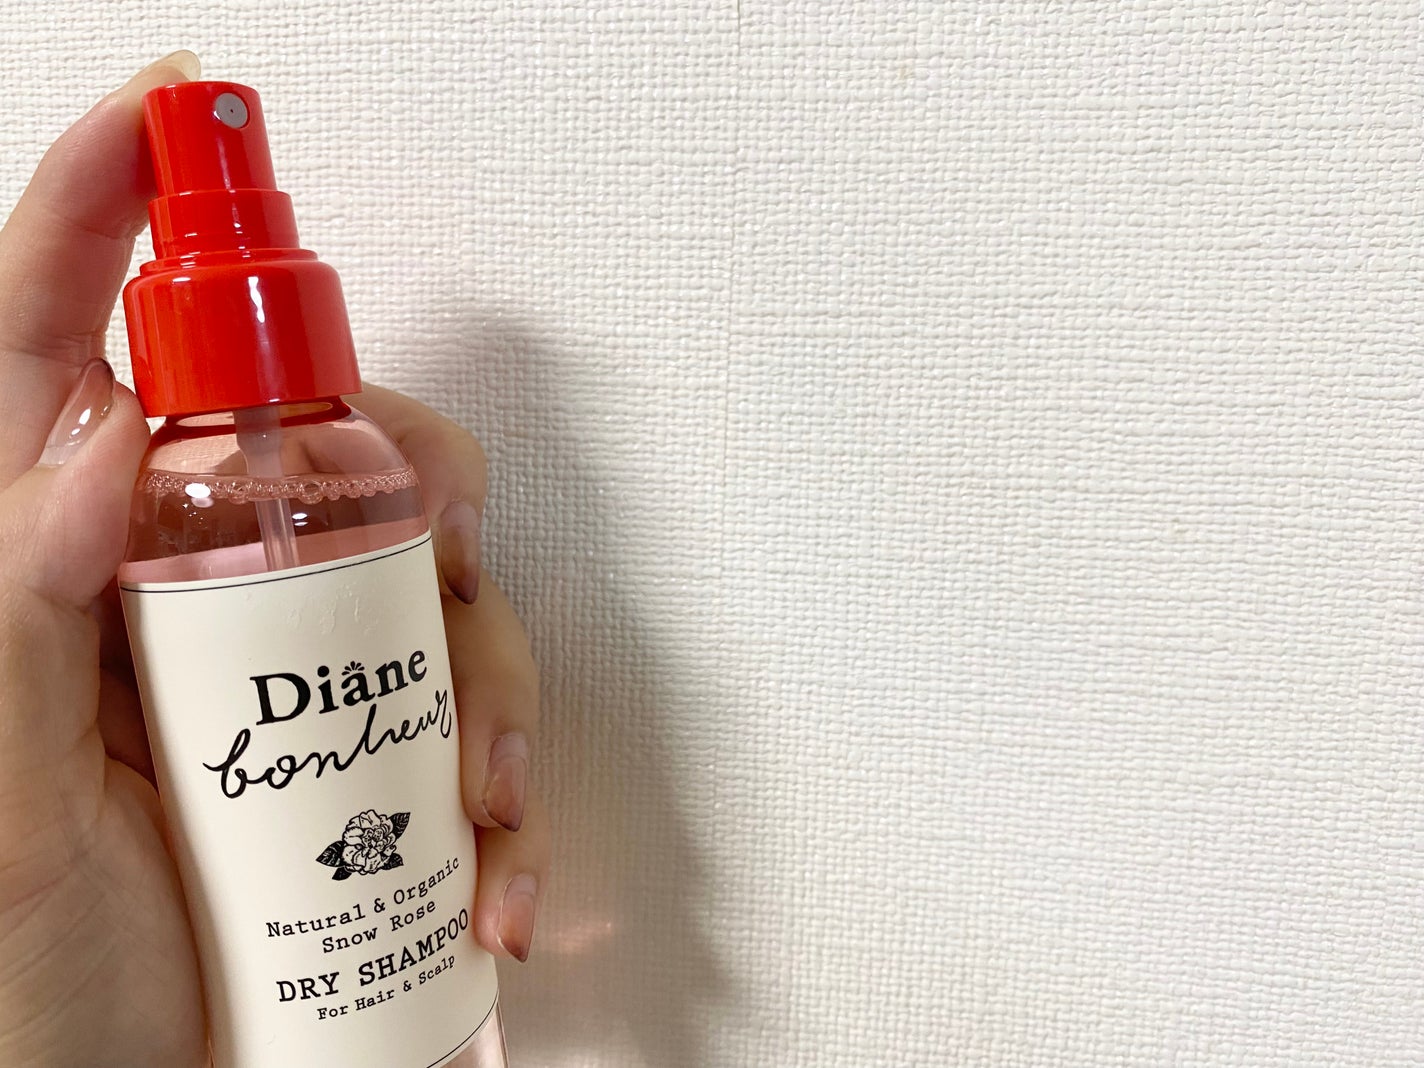 Diane
bonheur
Natural & Organic
Snow Rose
DRY SHAMPOO
For Hair & Scalp